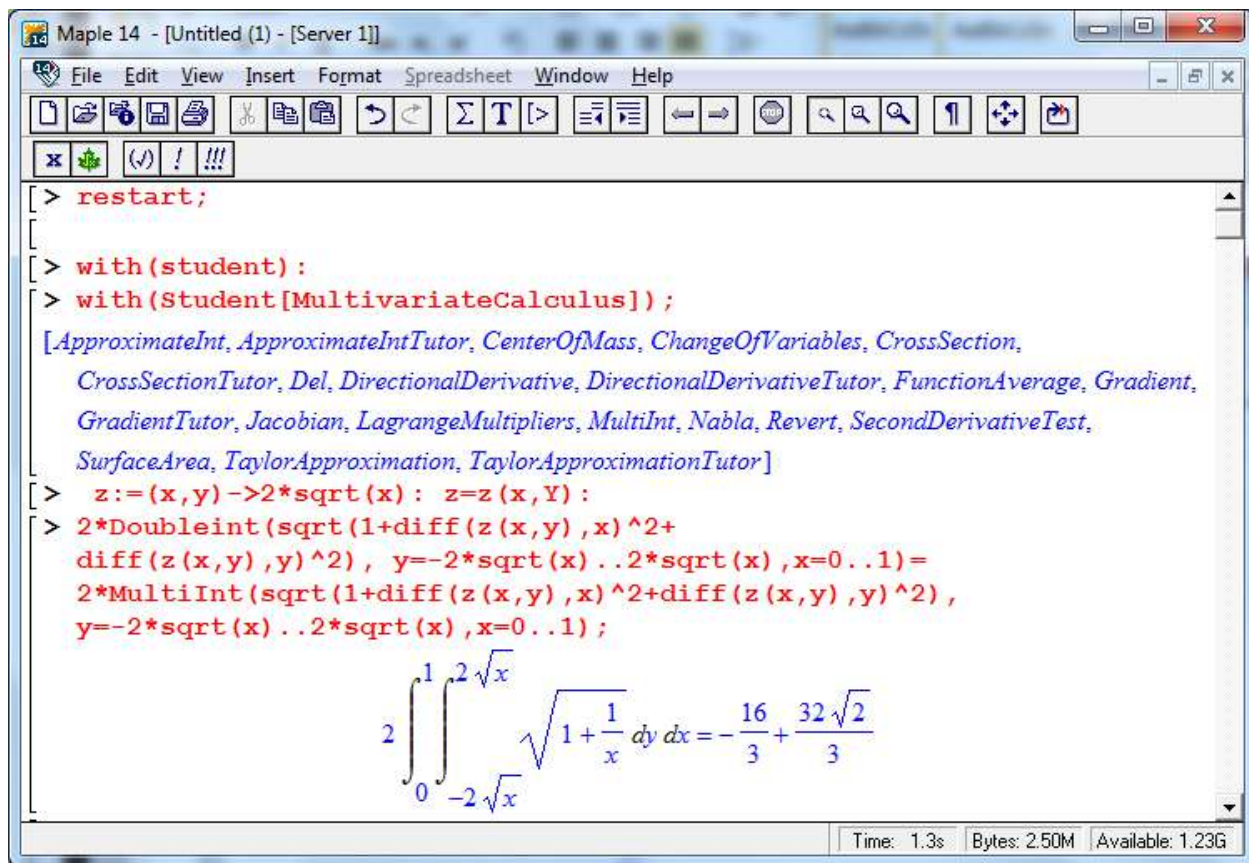 Maple 14 - [Untitled (1) - [Server 1]]
File Edit View Insert Format Spreadsheet Window Help
[> restart;
[> with(student):
[> with(Student[MultivariateCalculus]);
[ApproximateInt, ApproximateIntTutor, CenterOfMass, ChangeOfVariables, CrossSection,
CrossSectionTutor, Del, DirectionalDerivative, DirectionalDerivativeTutor, FunctionAverage, Gradient,
GradientTutor, Jacobian, LagrangeMultipliers, MultiInt, Nabla, Revert, SecondDerivativeTest,
SurfaceArea, TaylorApproximation, TaylorApproximationTutor]
[> z:=(x,y)->2*sqrt(x): z=z(x,Y):
[> 2*Doubleint(sqrt(1+diff(z(x,y),x)^2+
diff(z(x,y),y)^2), y=-2*sqrt(x)..2*sqrt(x),x=0..1)=
2*MultiInt(sqrt(1+diff(z(x,y),x)^2+diff(z(x,y),y)^2),
y=-2*sqrt(x)..2*sqrt(x),x=0..1);
2 ∫_0^1 ∫_{-2√x}^{2√x} √(1 + 1/x) dy dx = -16/3 + 32√2/3
Time: 1.3s Bytes: 2.50M Available: 1.23G